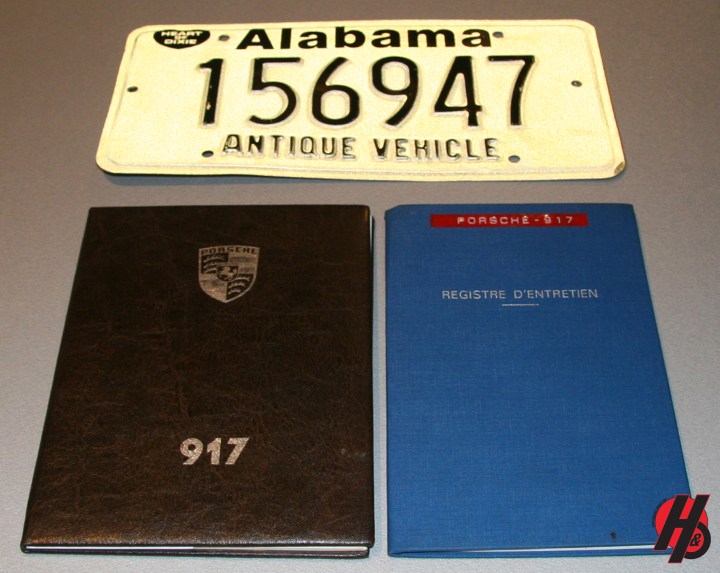 HEART
OF
DIXIE
Alabama
156947
ANTIQUE VEHICLE
PORSCHE
917
PORSCHE-917
REGISTRE D'ENTRETIEN
H&